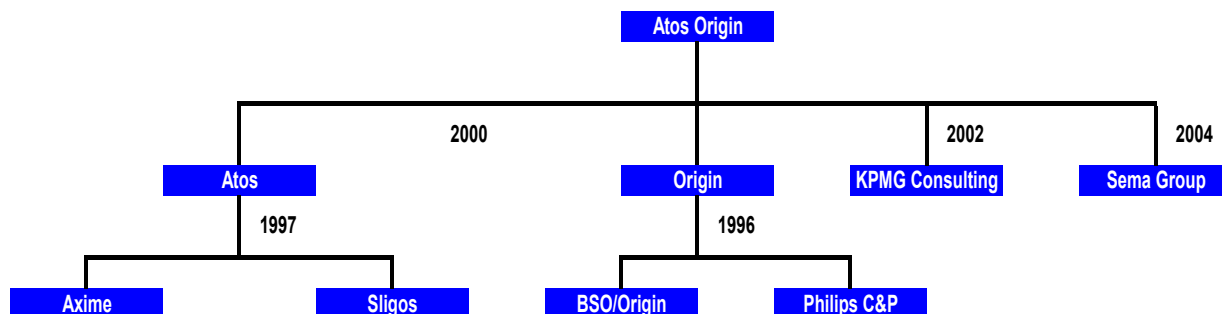 Atos Origin
2000
2002
2004
Atos
Origin
KPMG Consulting
Sema Group
1997
1996
Axime
Sligos
BSO/Origin
Philips C&P